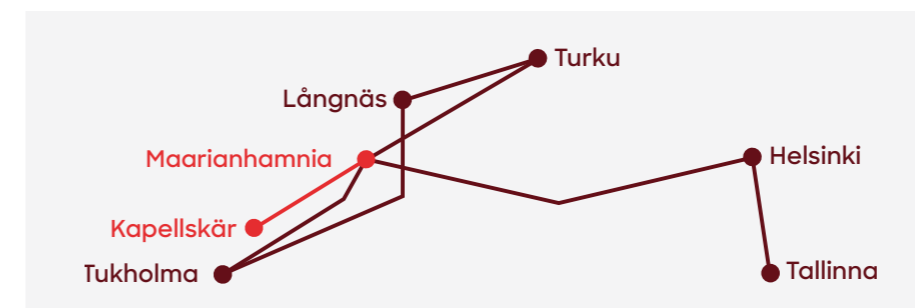 Turku
Långnäs
Maarianhamnia
Helsinki
Kapellskär
Tukholma
Tallinna